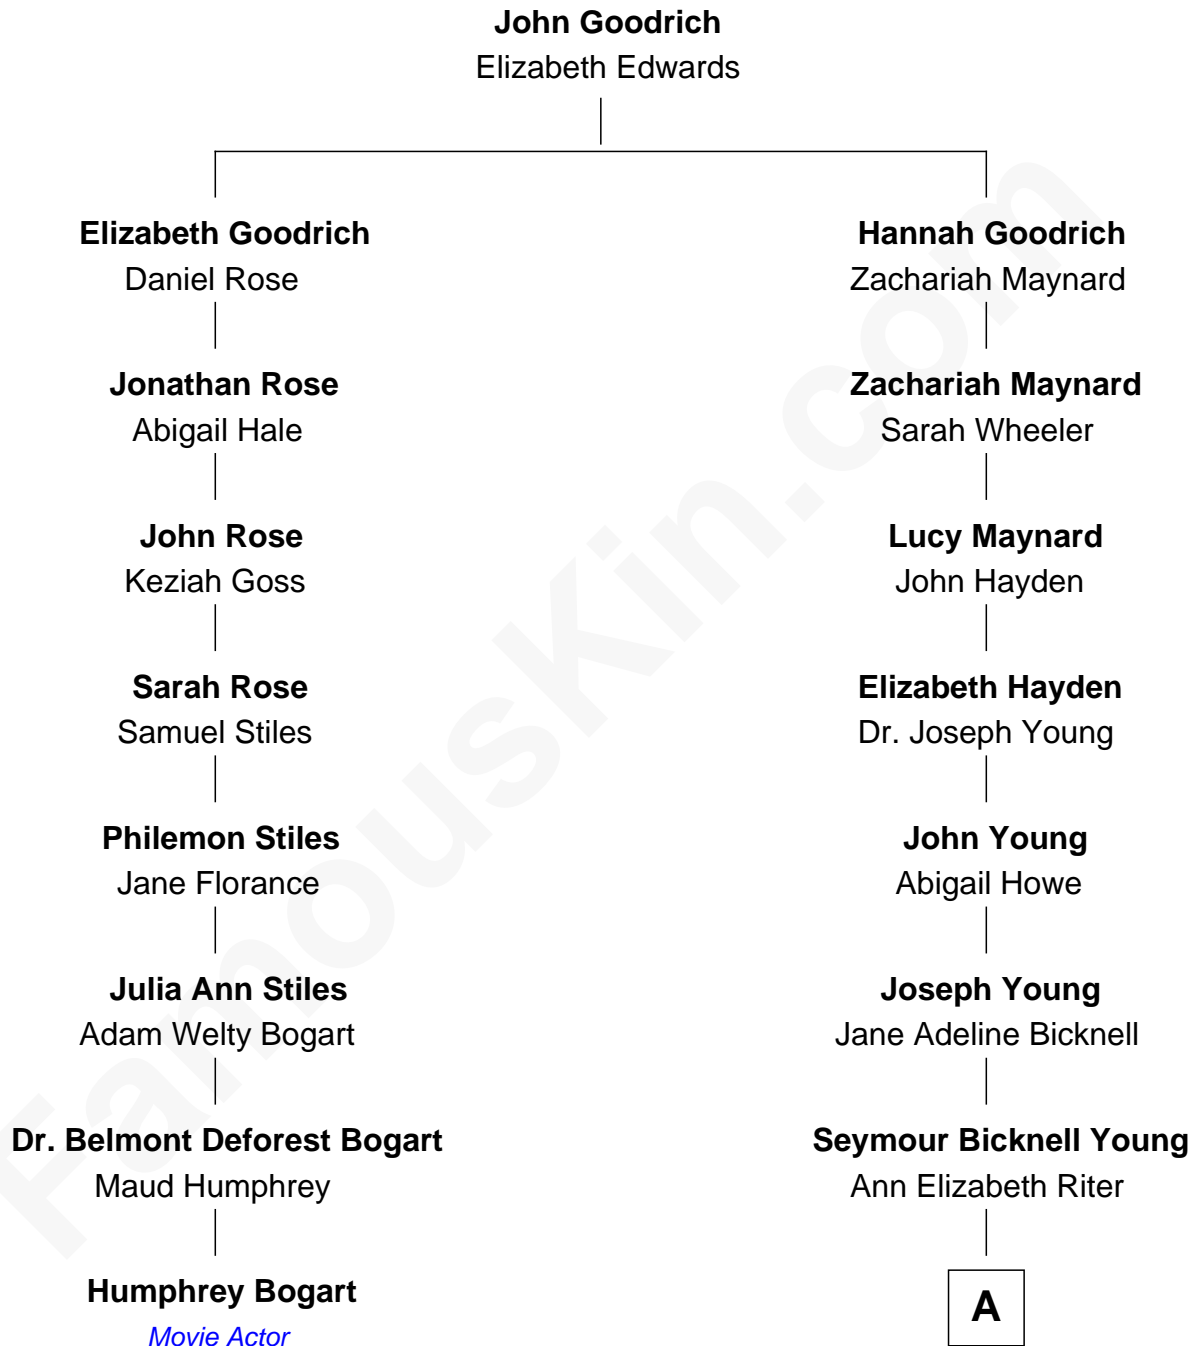 John Goodrich
Elizabeth Edwards
Elizabeth Goodrich
Daniel Rose
Hannah Goodrich
Zachariah Maynard
Jonathan Rose
Abigail Hale
Zachariah Maynard
Sarah Wheeler
John Rose
Keziah Goss
Lucy Maynard
John Hayden
Sarah Rose
Samuel Stiles
Elizabeth Hayden
Dr. Joseph Young
Philemon Stiles
Jane Florance
John Young
Abigail Howe
Julia Ann Stiles
Adam Welty Bogart
Joseph Young
Jane Adeline Bicknell
Dr. Belmont Deforest Bogart
Maud Humphrey
Seymour Bicknell Young
Ann Elizabeth Riter
Humphrey Bogart
Movie Actor
A
FamousKin.com